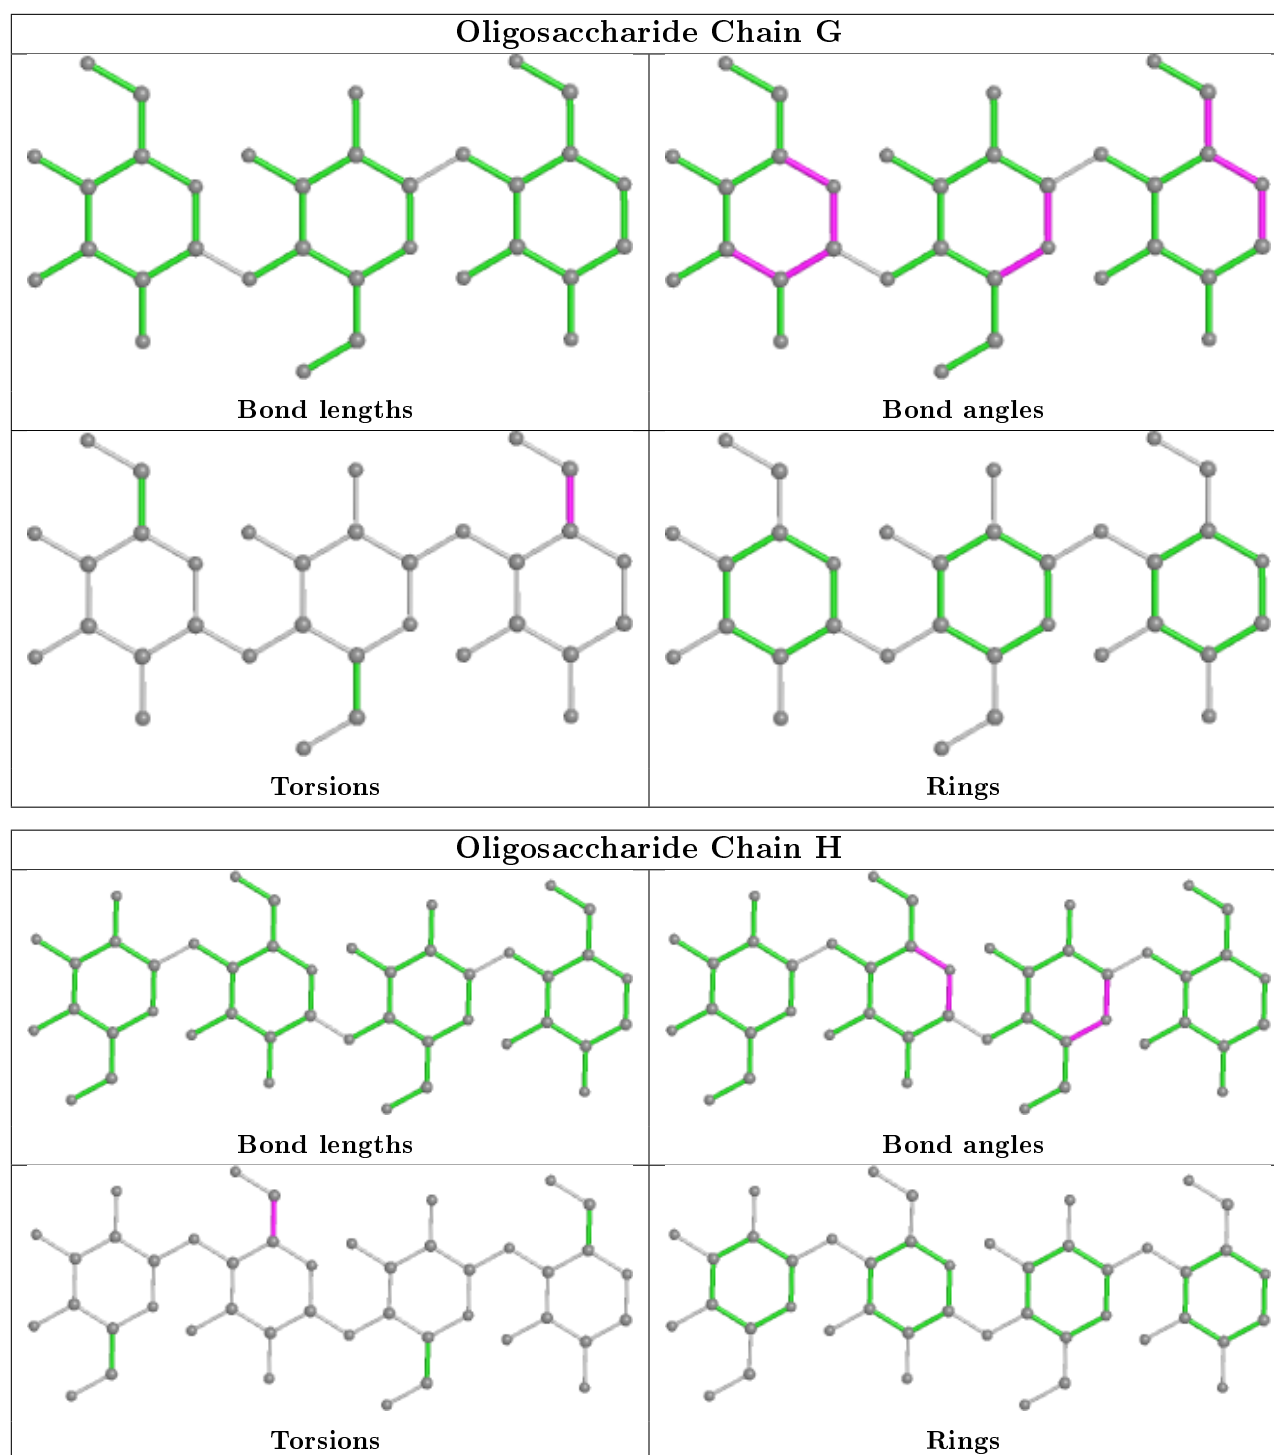 Oligosaccharide Chain G
Bond lengths
Bond angles
Torsions
Rings
Oligosaccharide Chain H
Bond lengths
Bond angles
Torsions
Rings